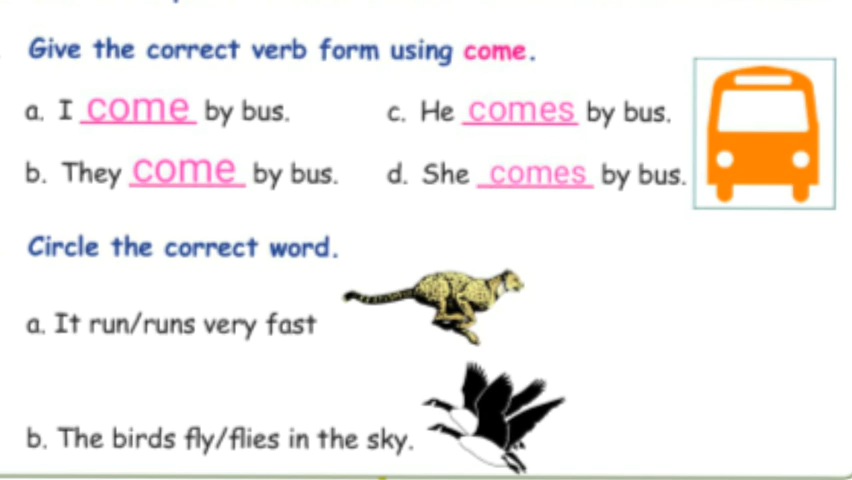 Give the correct verb form using come.
a. I come by bus. c. He comes by bus.
b. They come by bus. d. She comes by bus.
Circle the correct word.
a. It run/runs very fast
b. The birds fly/flies in the sky.